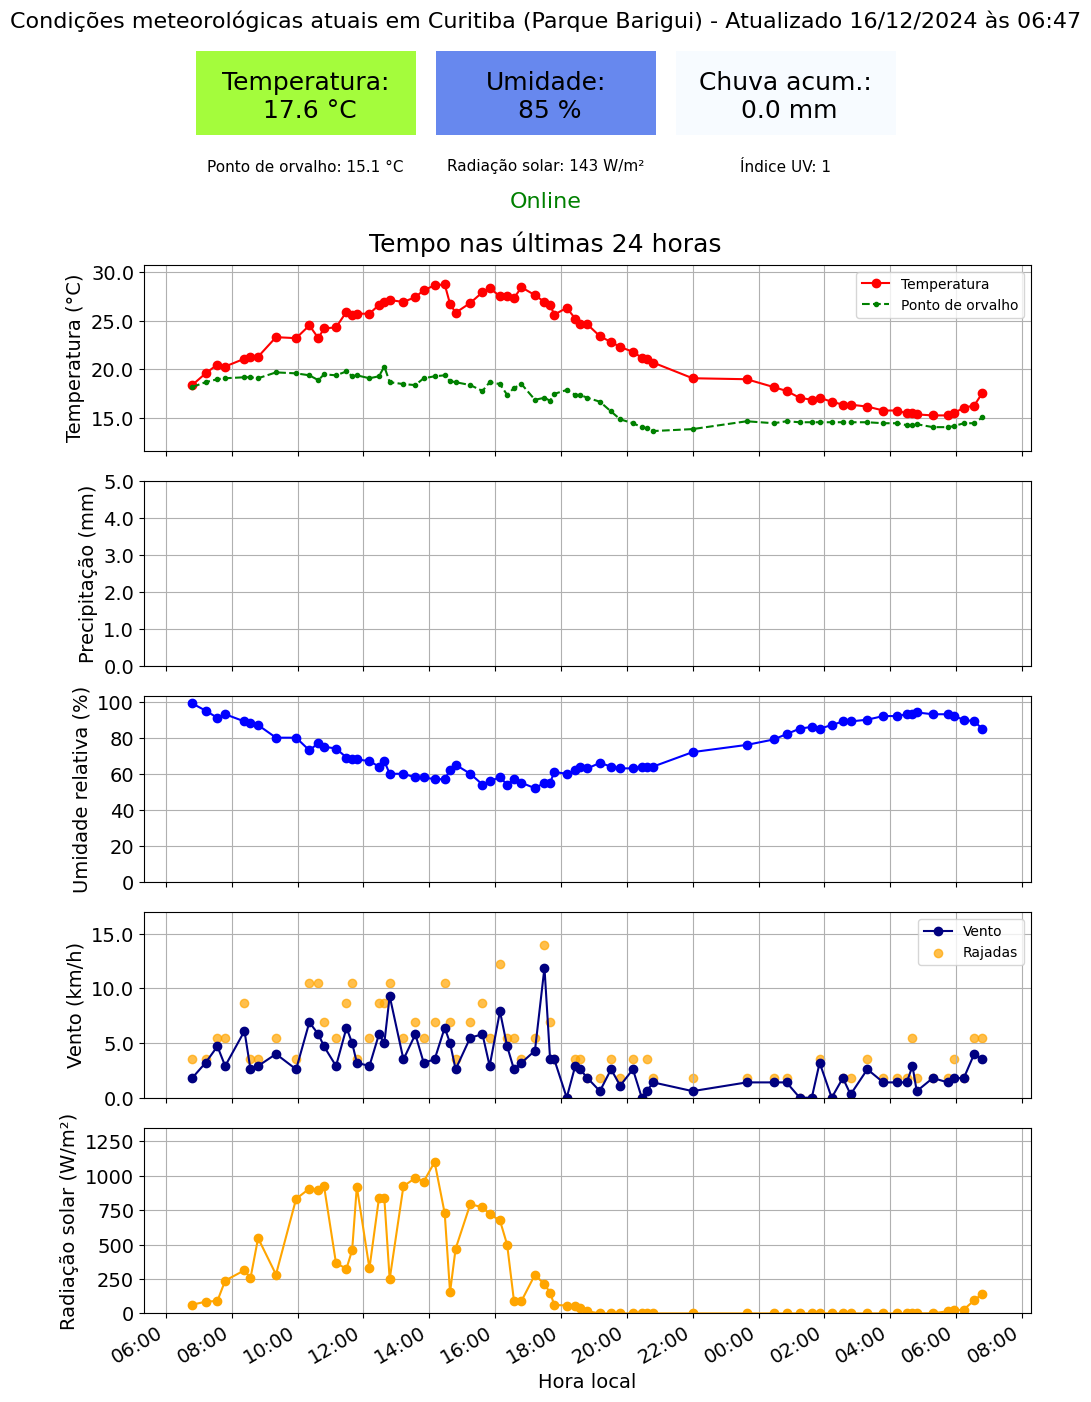 Condições meteorológicas atuais em Curitiba (Parque Barigui) - Atualizado 16/12/2024 às 06:47
Temperatura:
17.6 °C
Umidade:
85 %
Chuva acum.:
0.0 mm
Ponto de orvalho: 15.1 °C
Radiação solar: 143 W/m²
Índice UV: 1
Online
Tempo nas últimas 24 horas
Temperatura (°C)
30.0
25.0
20.0
15.0
Temperatura
Ponto de orvalho
Precipitação (mm)
5.0
4.0
3.0
2.0
1.0
0.0
Umidade relativa (%)
100
80
60
40
20
0
Vento (km/h)
15.0
10.0
5.0
0.0
Vento
Rajadas
Radiação solar (W/m²)
1250
1000
750
500
250
0
06:00 08:00 10:00 12:00 14:00 16:00 18:00 20:00 22:00 00:00 02:00 04:00 06:00 08:00
Hora local